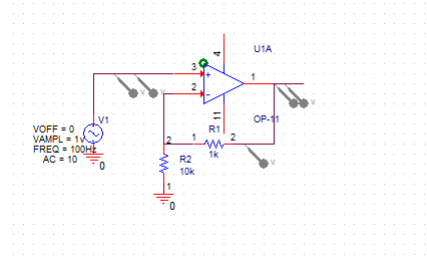 U1A
4
3
+
1
2
-
V
V
V
V1
11
OP-11
V
VOFF = 0
VAMPL = 1v
FREQ = 100Hz
AC = 10
0
R1
2
1
2
1k
V
R2
10k
1
0